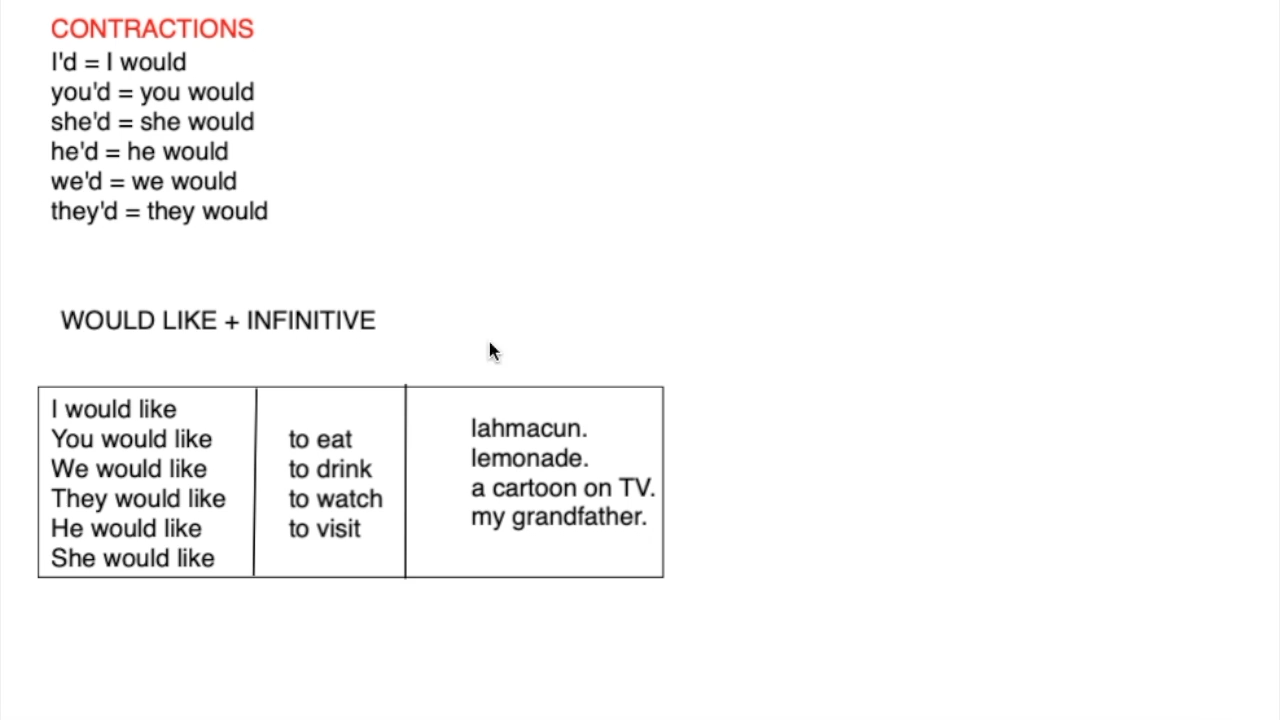 CONTRACTIONS
I'd = I would
you'd = you would
she'd = she would
he'd = he would
we'd = we would
they'd = they would
WOULD LIKE + INFINITIVE
I would like
You would like
We would like
They would like
He would like
She would like
to eat
to drink
to watch
to visit
lahmacun.
lemonade.
a cartoon on TV.
my grandfather.